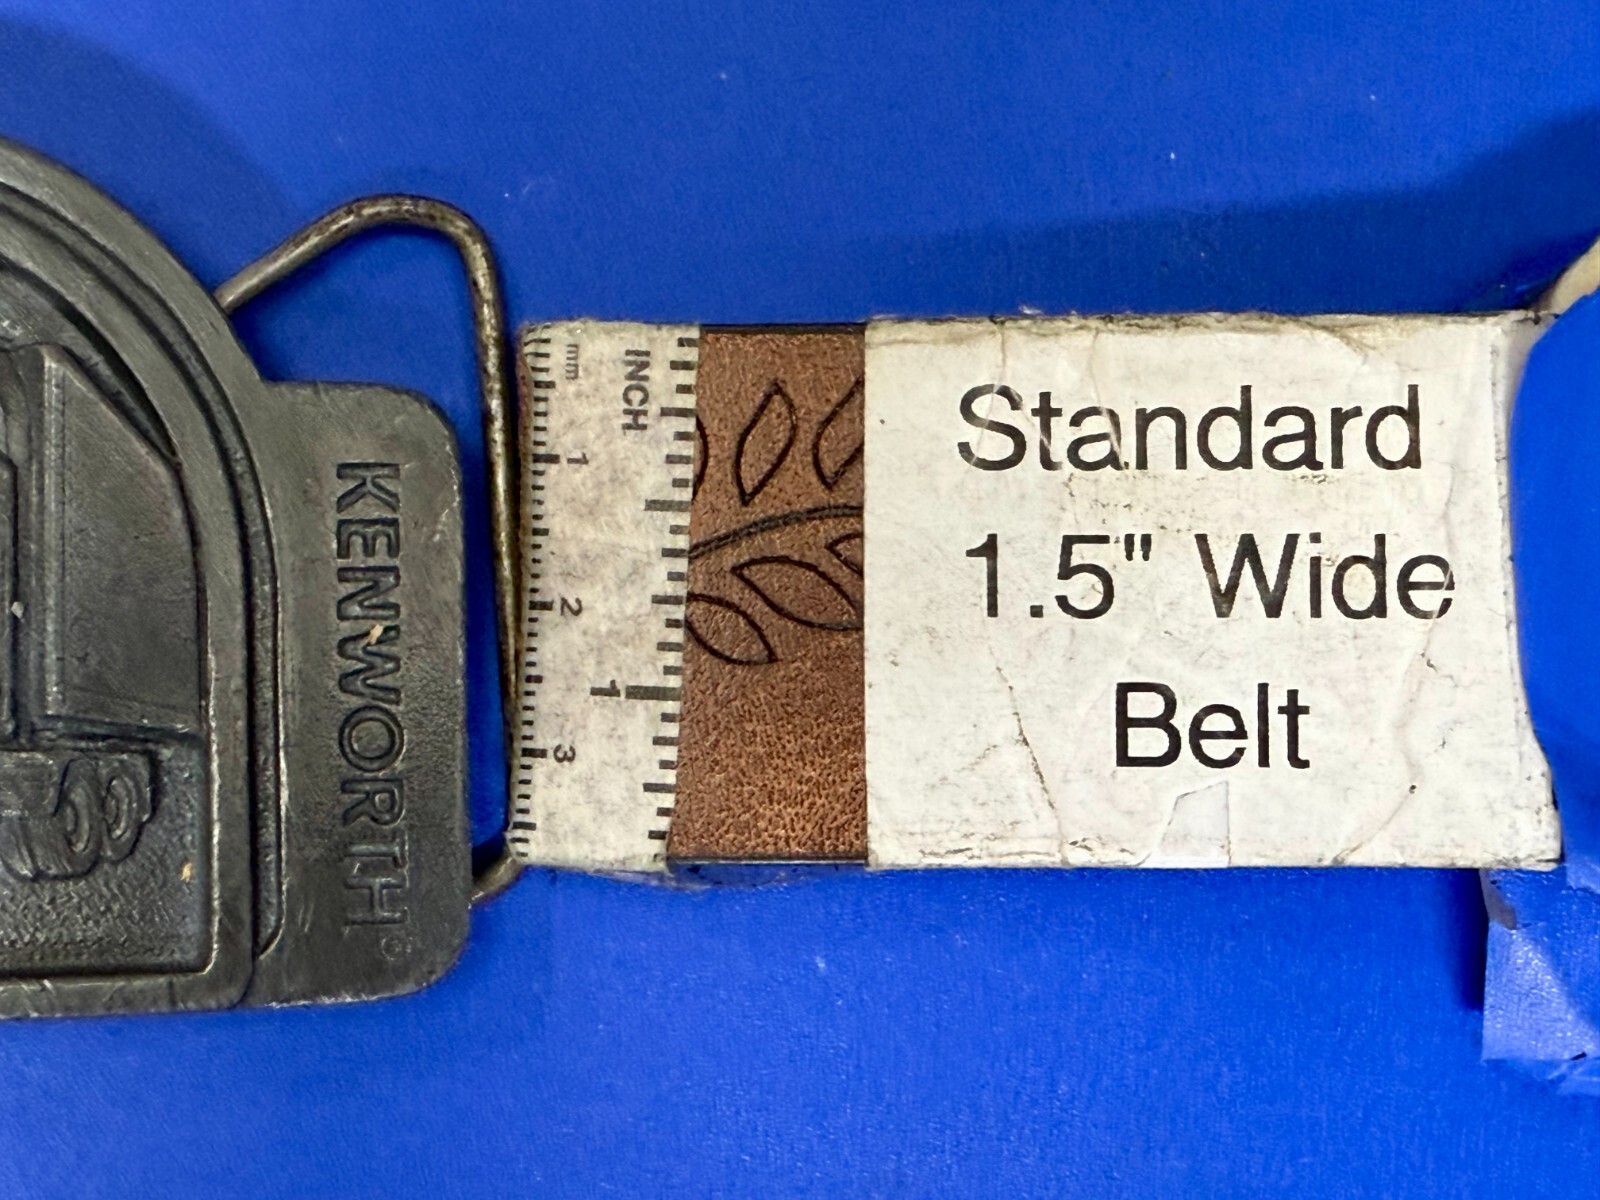 KENWORTH®
mm
INCH
1
2
1
3
Standard
1.5" Wide
Belt